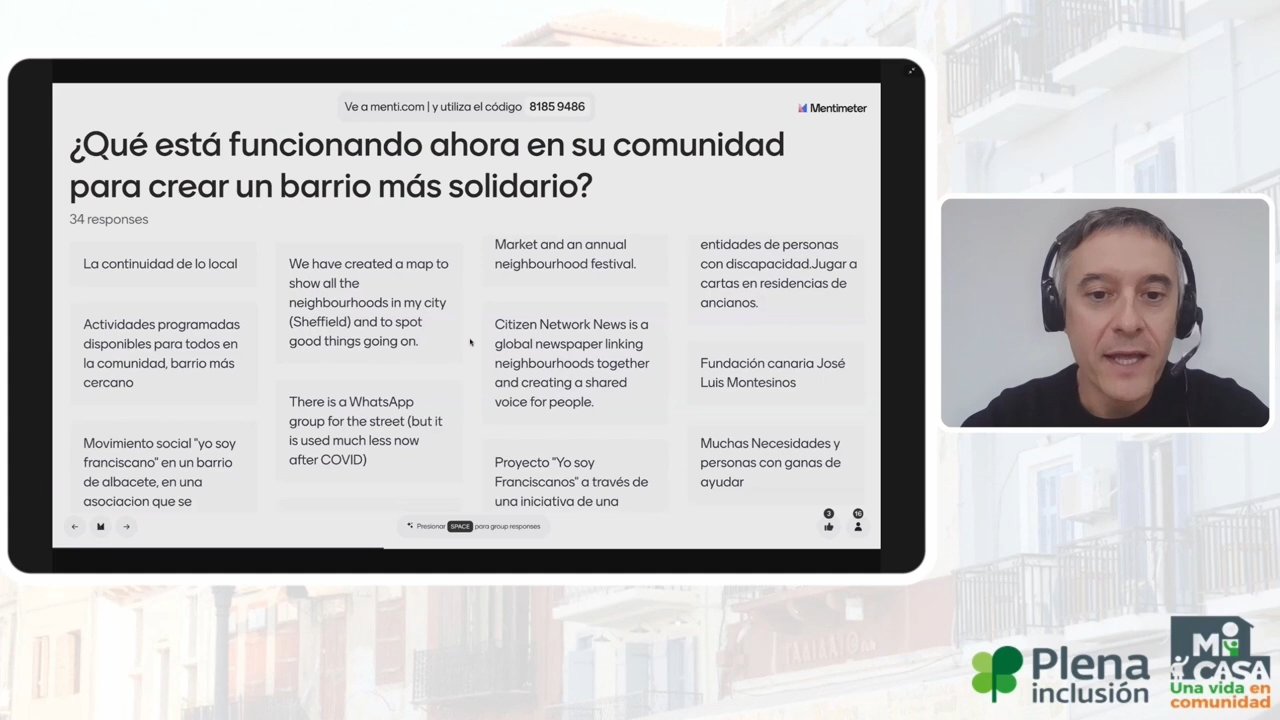 Ve a menti.com | y utiliza el código 8185 9486
Mentimeter
¿Qué está funcionando ahora en su comunidad
para crear un barrio más solidario?
34 responses
La continuidad de lo local
Actividades programadas
disponibles para todos en
la comunidad, barrio más
cercano
Movimiento social "yo soy
franciscano" en un barrio
de albacete, en una
asociacion que se
We have created a map to
show all the
neighbourhoods in my city
(Sheffield) and to spot
good things going on.
There is a WhatsApp
group for the street (but it
is used much less now
after COVID)
Market and an annual
neighbourhood festival.
Citizen Network News is a
global newspaper linking
neighbourhoods together
and creating a shared
voice for people.
Proyecto "Yo soy
Franciscanos" a través de
una iniciativa de una
entidades de personas
con discapacidad.Jugar a
cartas en residencias de
ancianos.
Fundación canaria José
Luis Montesinos
Muchas Necesidades y
personas con ganas de
ayudar
Presionar SPACE para group responses
3
16
Plena
inclusión
Mi
CASA
Una vida en
comunidad